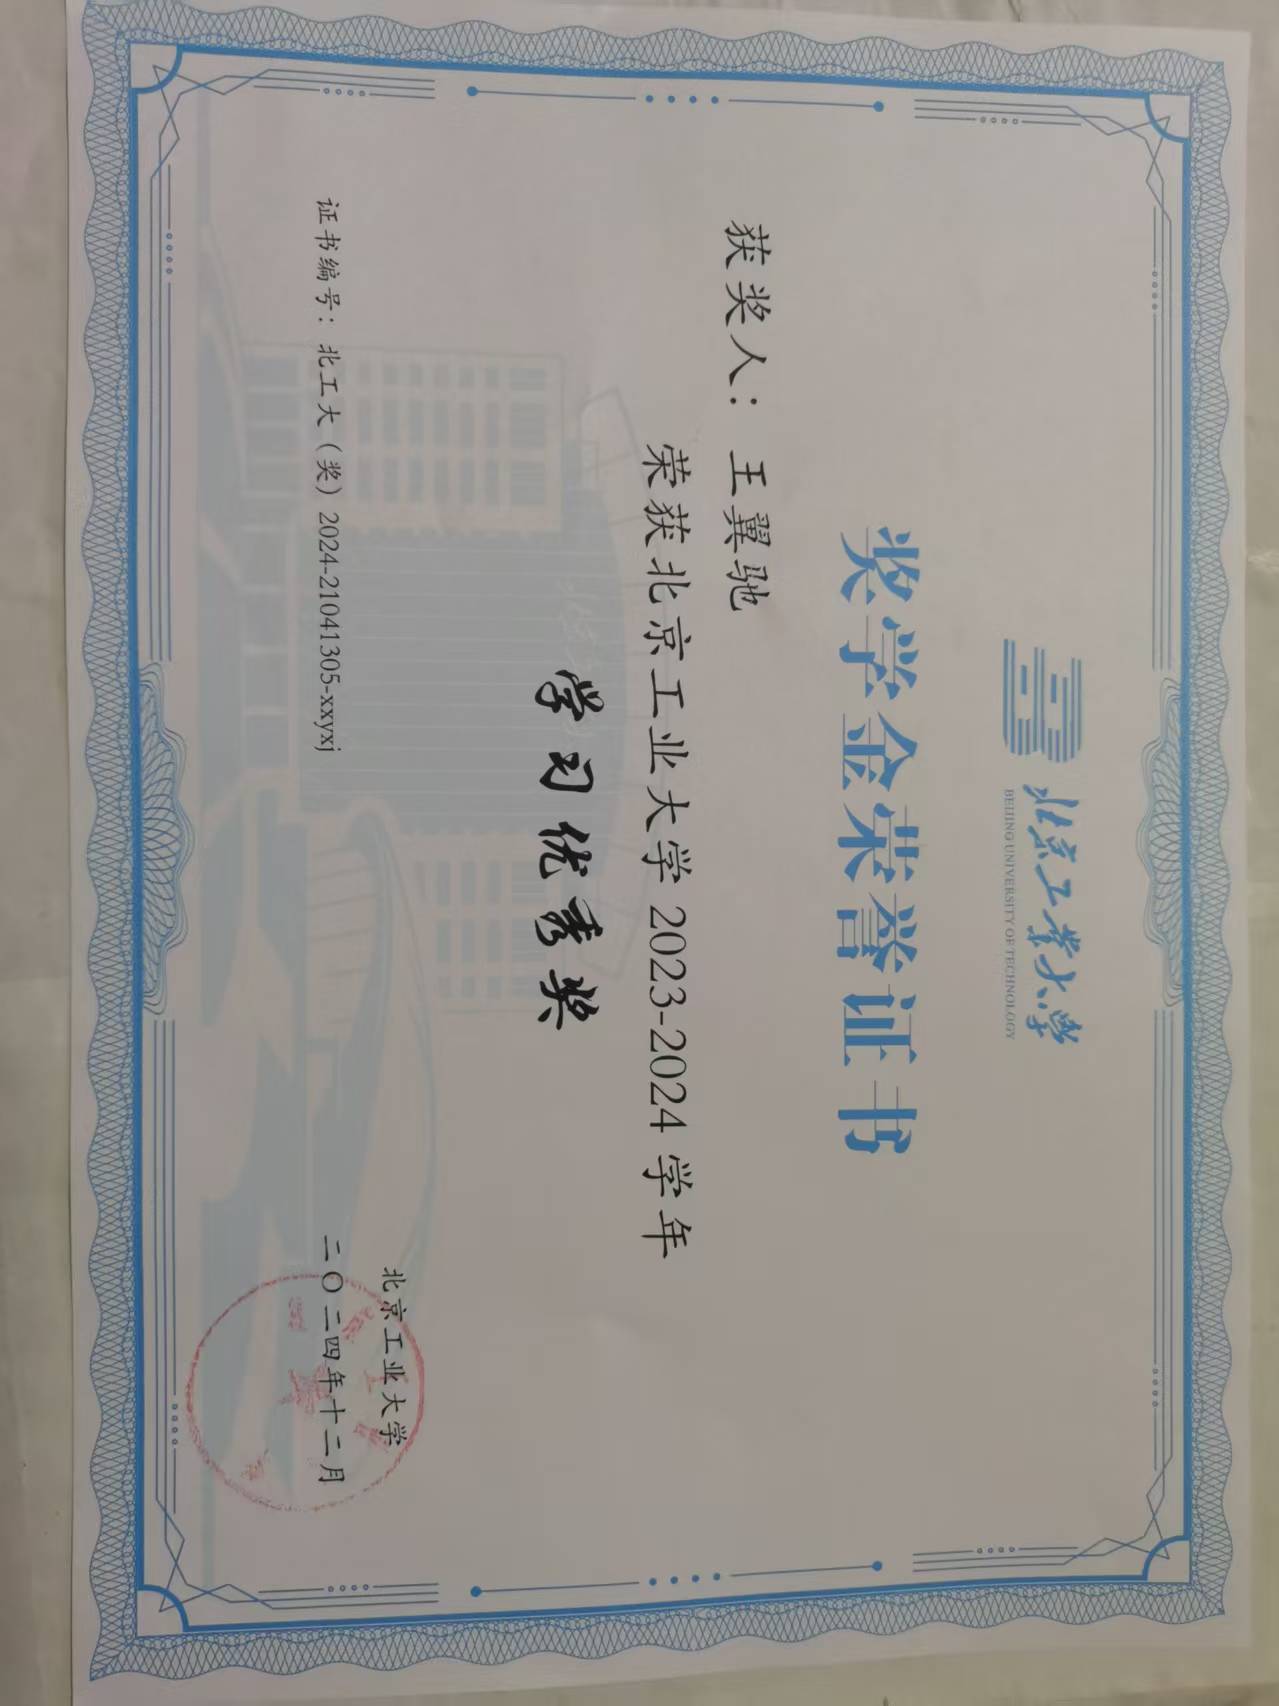 北京工业大学
BEIJING UNIVERSITY OF TECHNOLOGY
奖学金荣誉证书
获奖人：王翼驰
荣获北京工业大学 2023-2024 学年
学习优秀奖
北京工业大学
证书编号：北工大（奖）2024-21041305-xxyxj
二〇二四年十二月